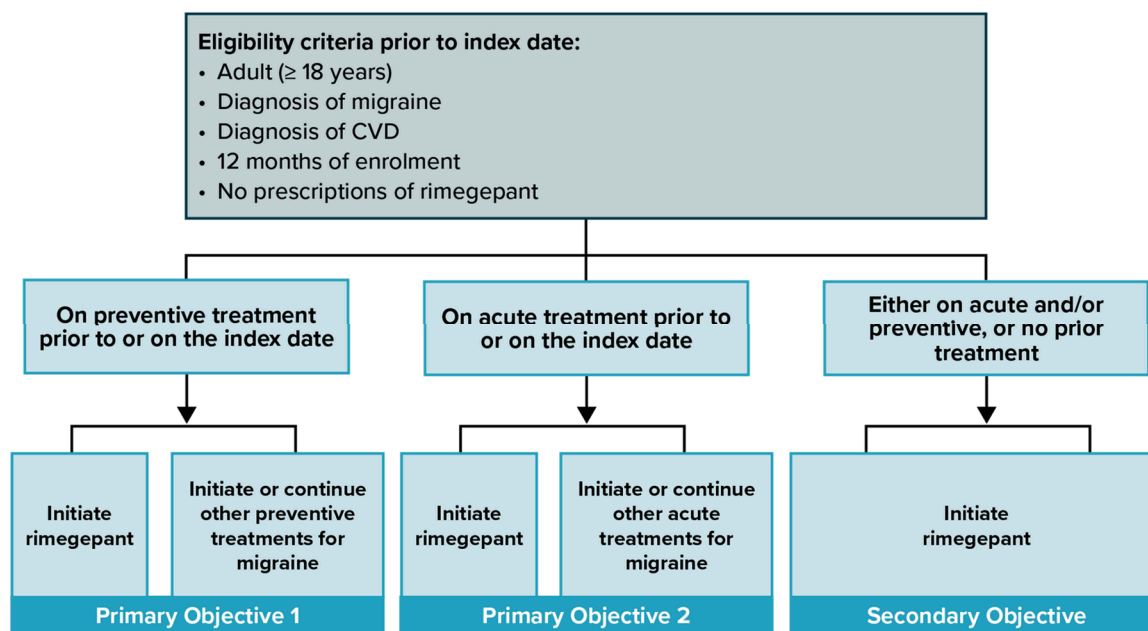 Eligibility criteria prior to index date:
• Adult (≥ 18 years)
• Diagnosis of migraine
• Diagnosis of CVD
• 12 months of enrolment
• No prescriptions of rimegepant
On preventive treatment
prior to or on the index date
On acute treatment prior to
or on the index date
Either on acute and/or
preventive, or no prior
treatment
Initiate
rimegepant
Initiate or continue
other preventive
treatments for
migraine
Initiate
rimegepant
Initiate or continue
other acute
treatments for
migraine
Initiate
rimegepant
Primary Objective 1
Primary Objective 2
Secondary Objective